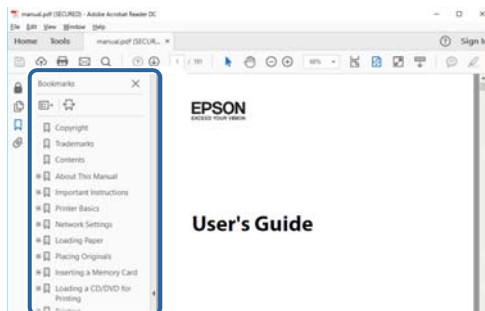 manual.pdf (SECURED) - Adobe Acrobat Reader DC
File Edit View Window Help
Home Tools manual.pdf (SECUR... ×
Sign In
Bookmarks ×
Copyright
Trademarks
Contents
About This Manual
Important Instructions
Printer Basics
Network Settings
Loading Paper
Placing Originals
Inserting a Memory Card
Loading a CD/DVD for
Printing
Printing
EPSON
EXCEED YOUR VISION
User's Guide